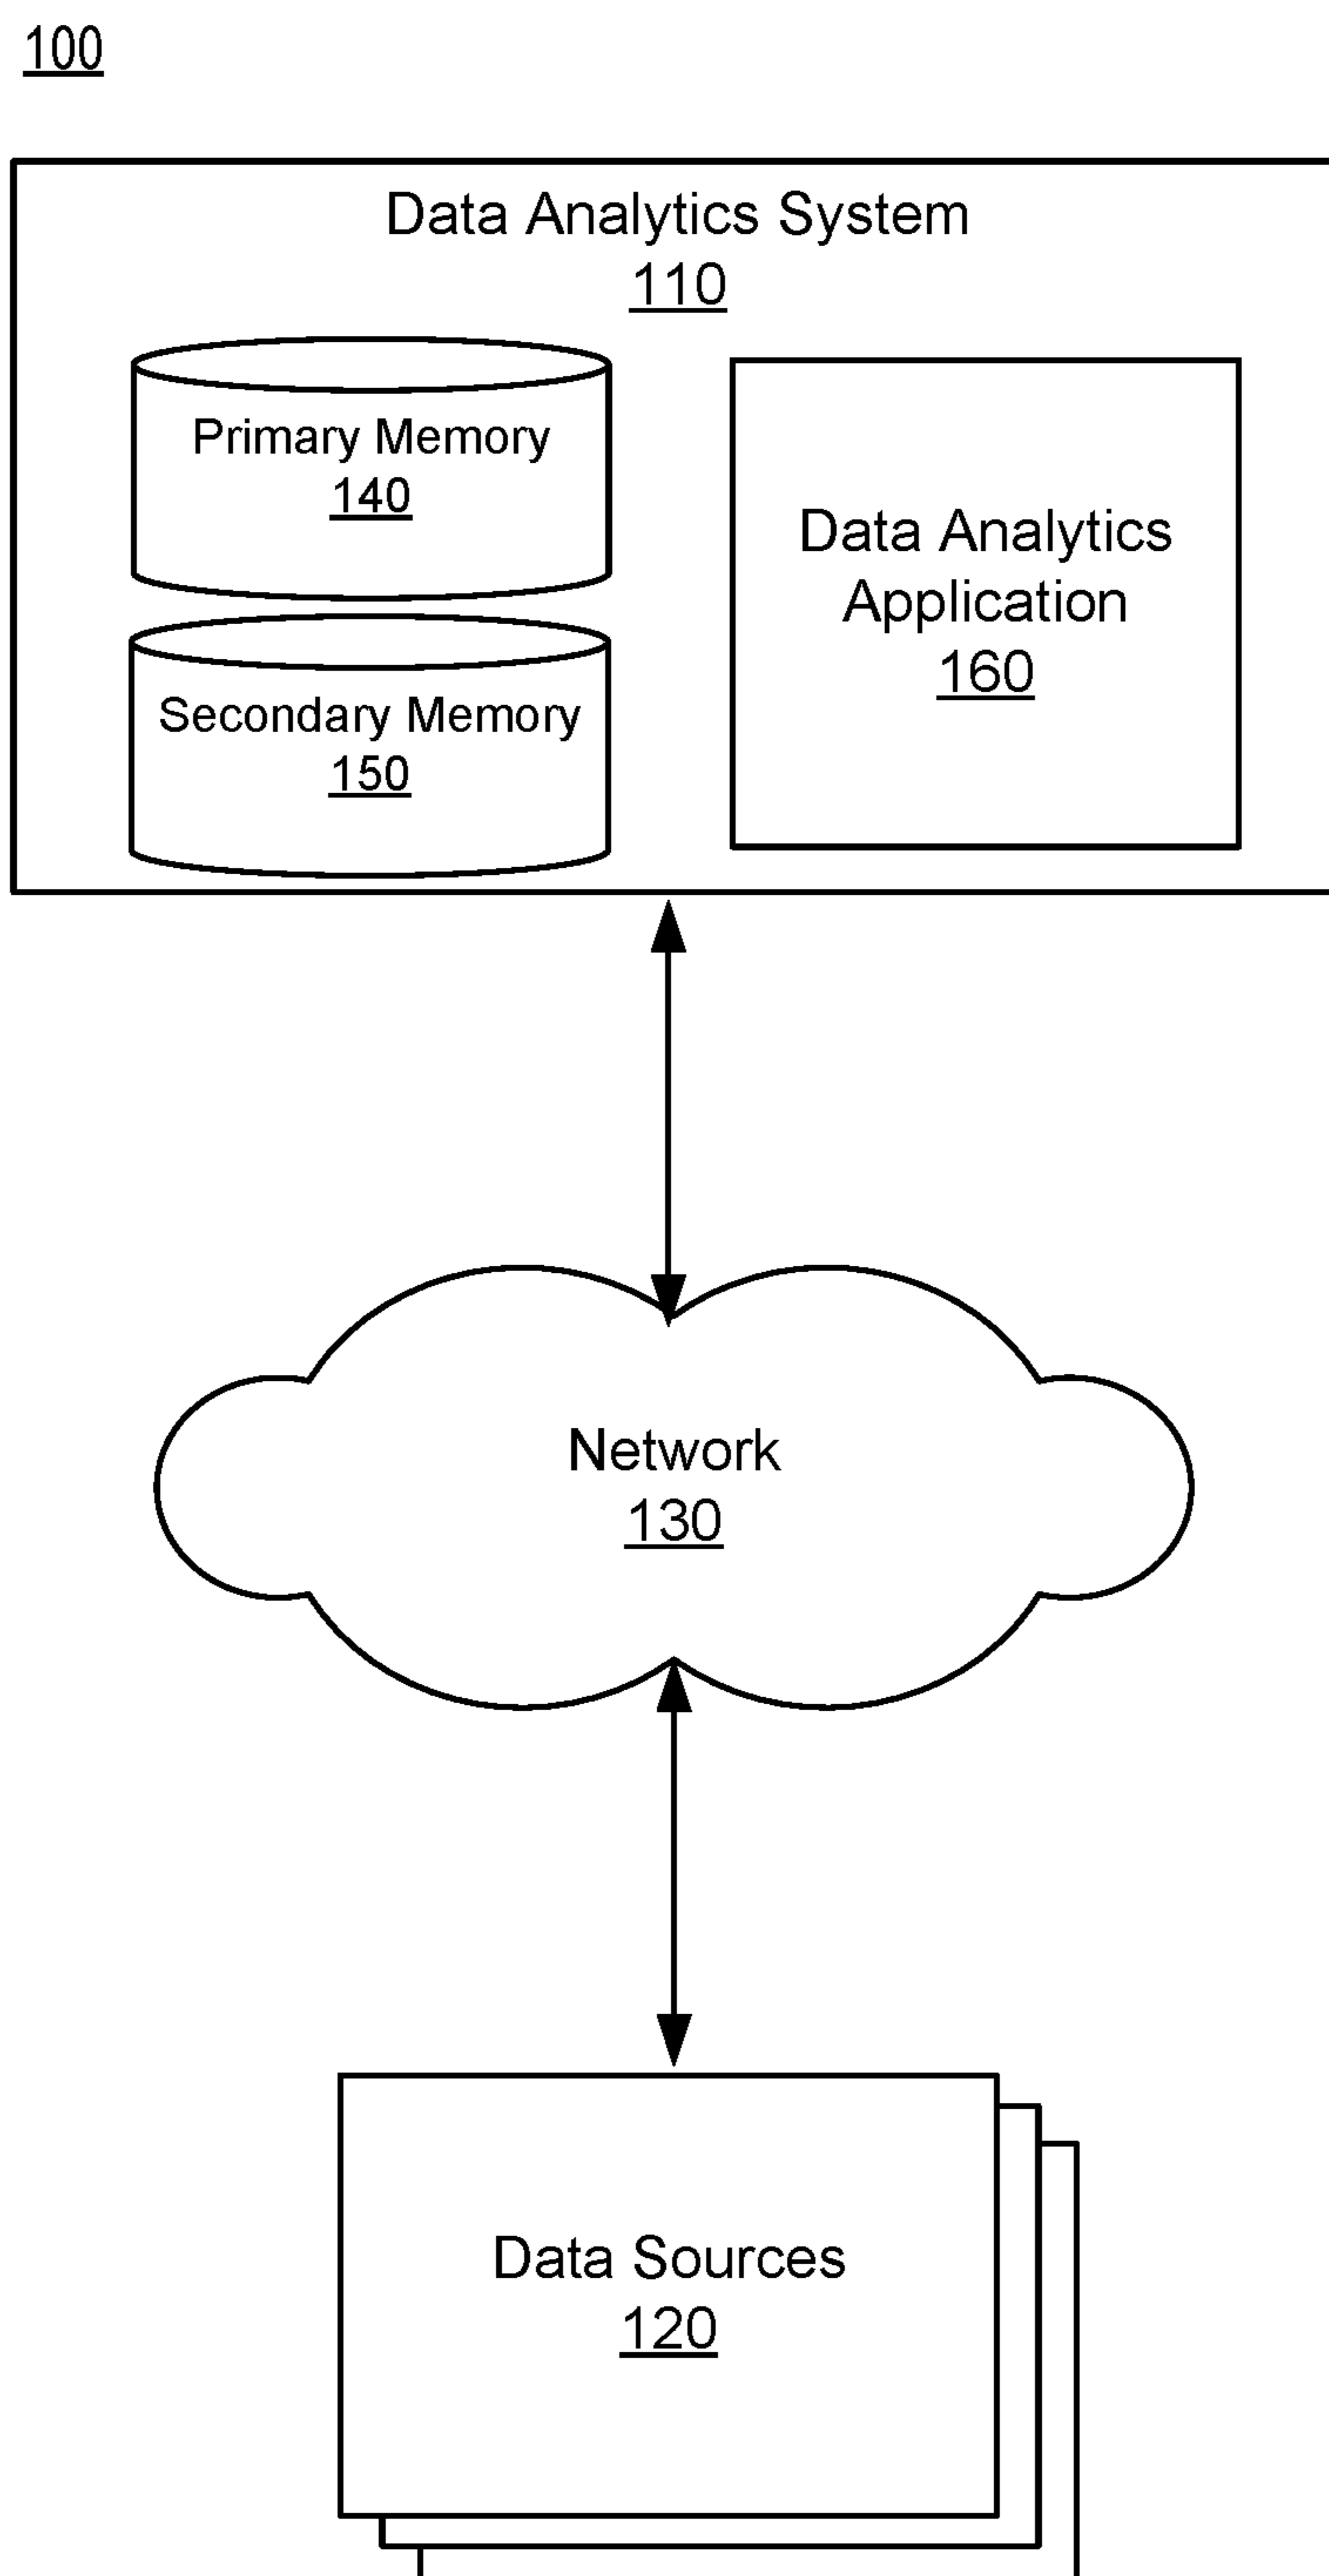 100
Data Analytics System
110
Primary Memory
140
Secondary Memory
150
Data Analytics
Application
160
Network
130
Data Sources
120